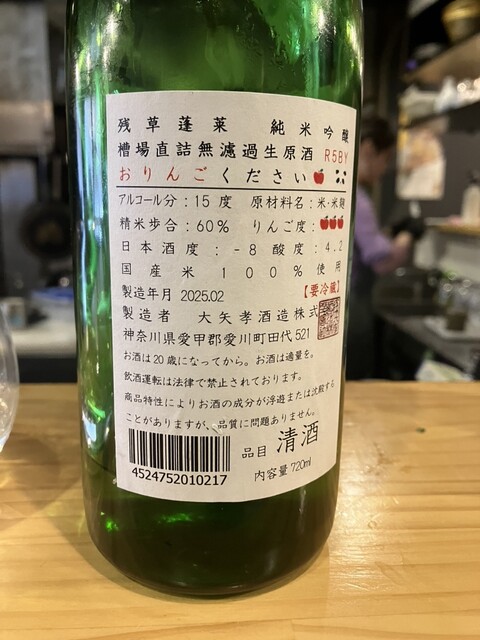 残草蓬莱 純米吟醸
槽場直詰無濾過生原酒 R5BY
おりんごください
アルコール分:15度 原材料名:米・米麹
精米歩合:60% りんご度:
日本酒度:-8 酸度:4.2
国産米100%使用
製造年月 2025.02 【要冷蔵】
製造者 大矢孝酒造株式
神奈川県愛甲郡愛川町田代521
お酒は20歳になってから。お酒は適量を。
飲酒運転は法律で禁止されております。
商品特性によりお酒の成分が浮遊または沈殿する
ことがありますが、品質に問題ありません。
品目 清酒
内容量 720ml
4524752010217